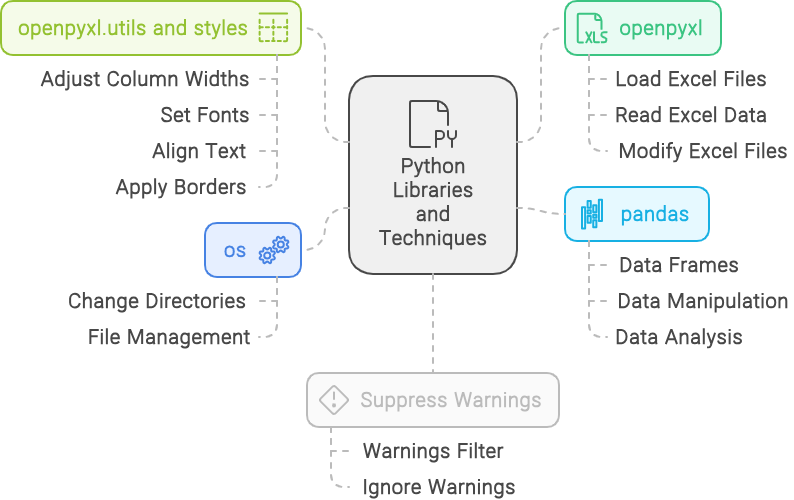 openpyxl.utils and styles
Adjust Column Widths
Set Fonts
Align Text
Apply Borders
os
Change Directories
File Management
PY
Python
Libraries
and
Techniques
XLS
openpyxl
Load Excel Files
Read Excel Data
Modify Excel Files
pandas
Data Frames
Data Manipulation
Data Analysis
Suppress Warnings
Warnings Filter
Ignore Warnings